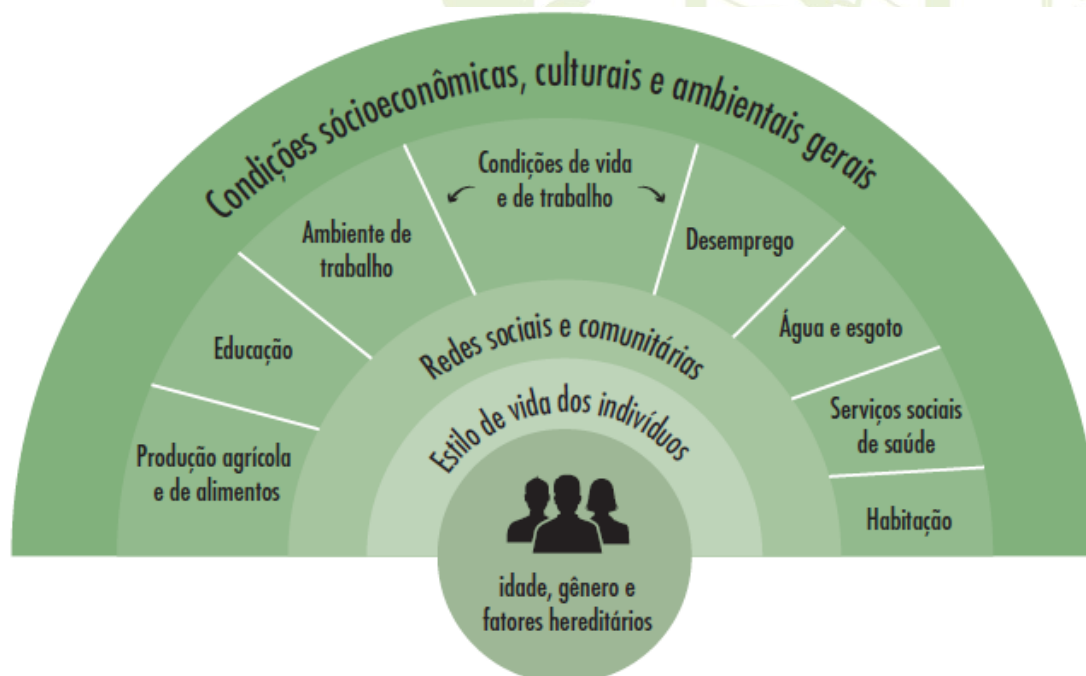 Condições sócioeconômicas, culturais e ambientais gerais
Condições de vida
e de trabalho
Ambiente de
trabalho
Desemprego
Educação
Água e esgoto
Produção agrícola
e de alimentos
Serviços sociais
de saúde
Habitação
Redes sociais e comunitárias
Estilo de vida dos indivíduos
idade, gênero e
fatores hereditários